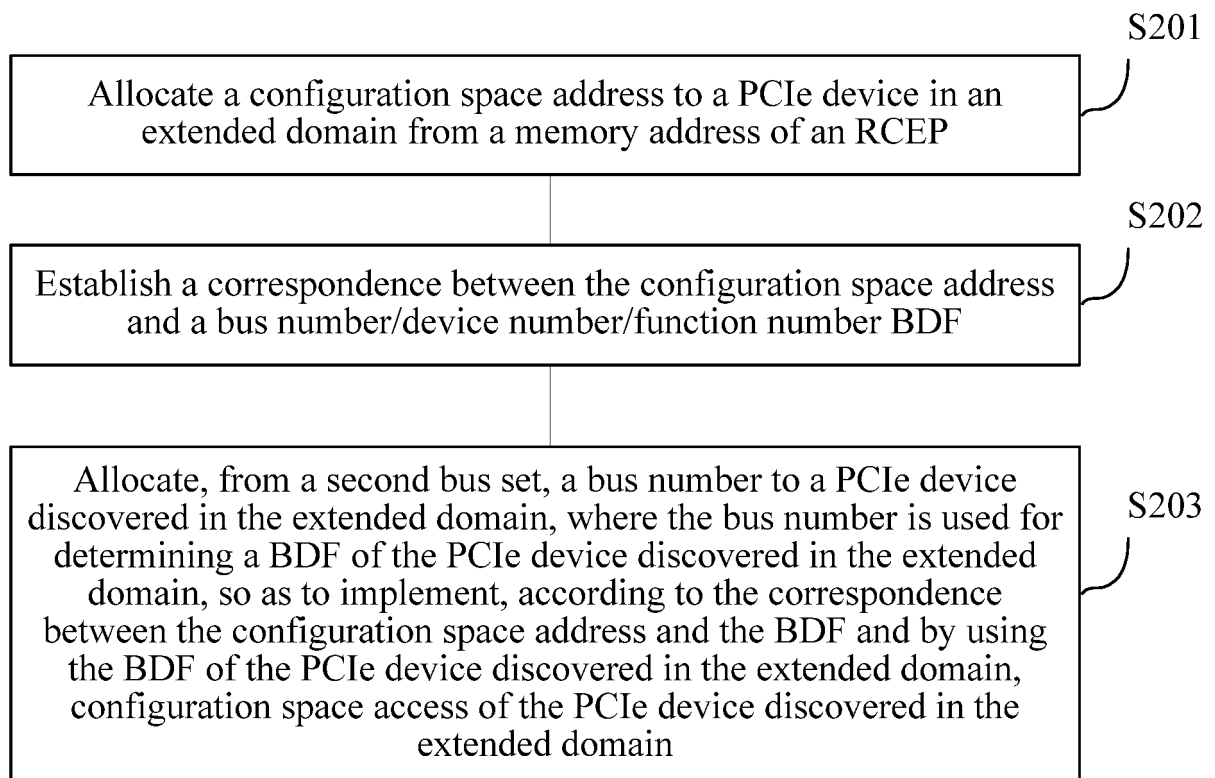 S201
Allocate a configuration space address to a PCIe device in an
extended domain from a memory address of an RCEP
S202
Establish a correspondence between the configuration space address
and a bus number/device number/function number BDF
S203
Allocate, from a second bus set, a bus number to a PCIe device
discovered in the extended domain, where the bus number is used for
determining a BDF of the PCIe device discovered in the extended
domain, so as to implement, according to the correspondence
between the configuration space address and the BDF and by using
the BDF of the PCIe device discovered in the extended domain,
configuration space access of the PCIe device discovered in the
extended domain